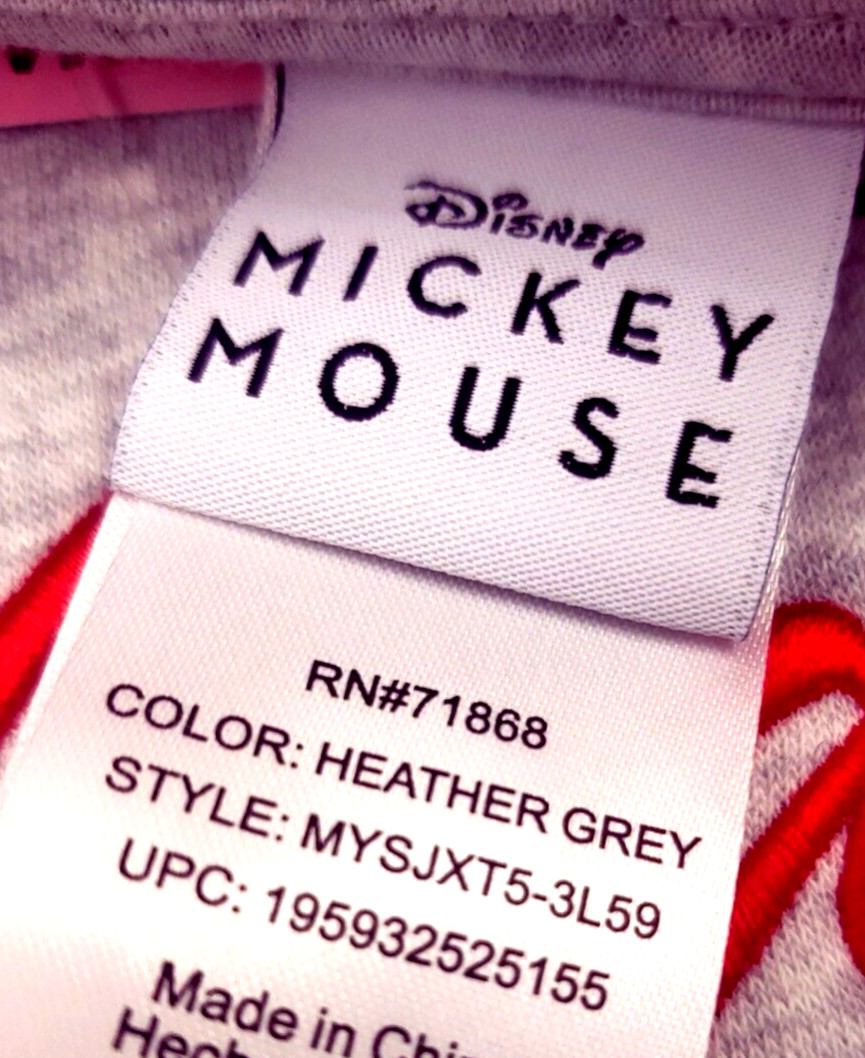 Disney
MICKEY
MOUSE
RN#71868
COLOR: HEATHER GREY
STYLE: MYSJXT5-3L59
UPC: 195932525155
Made in